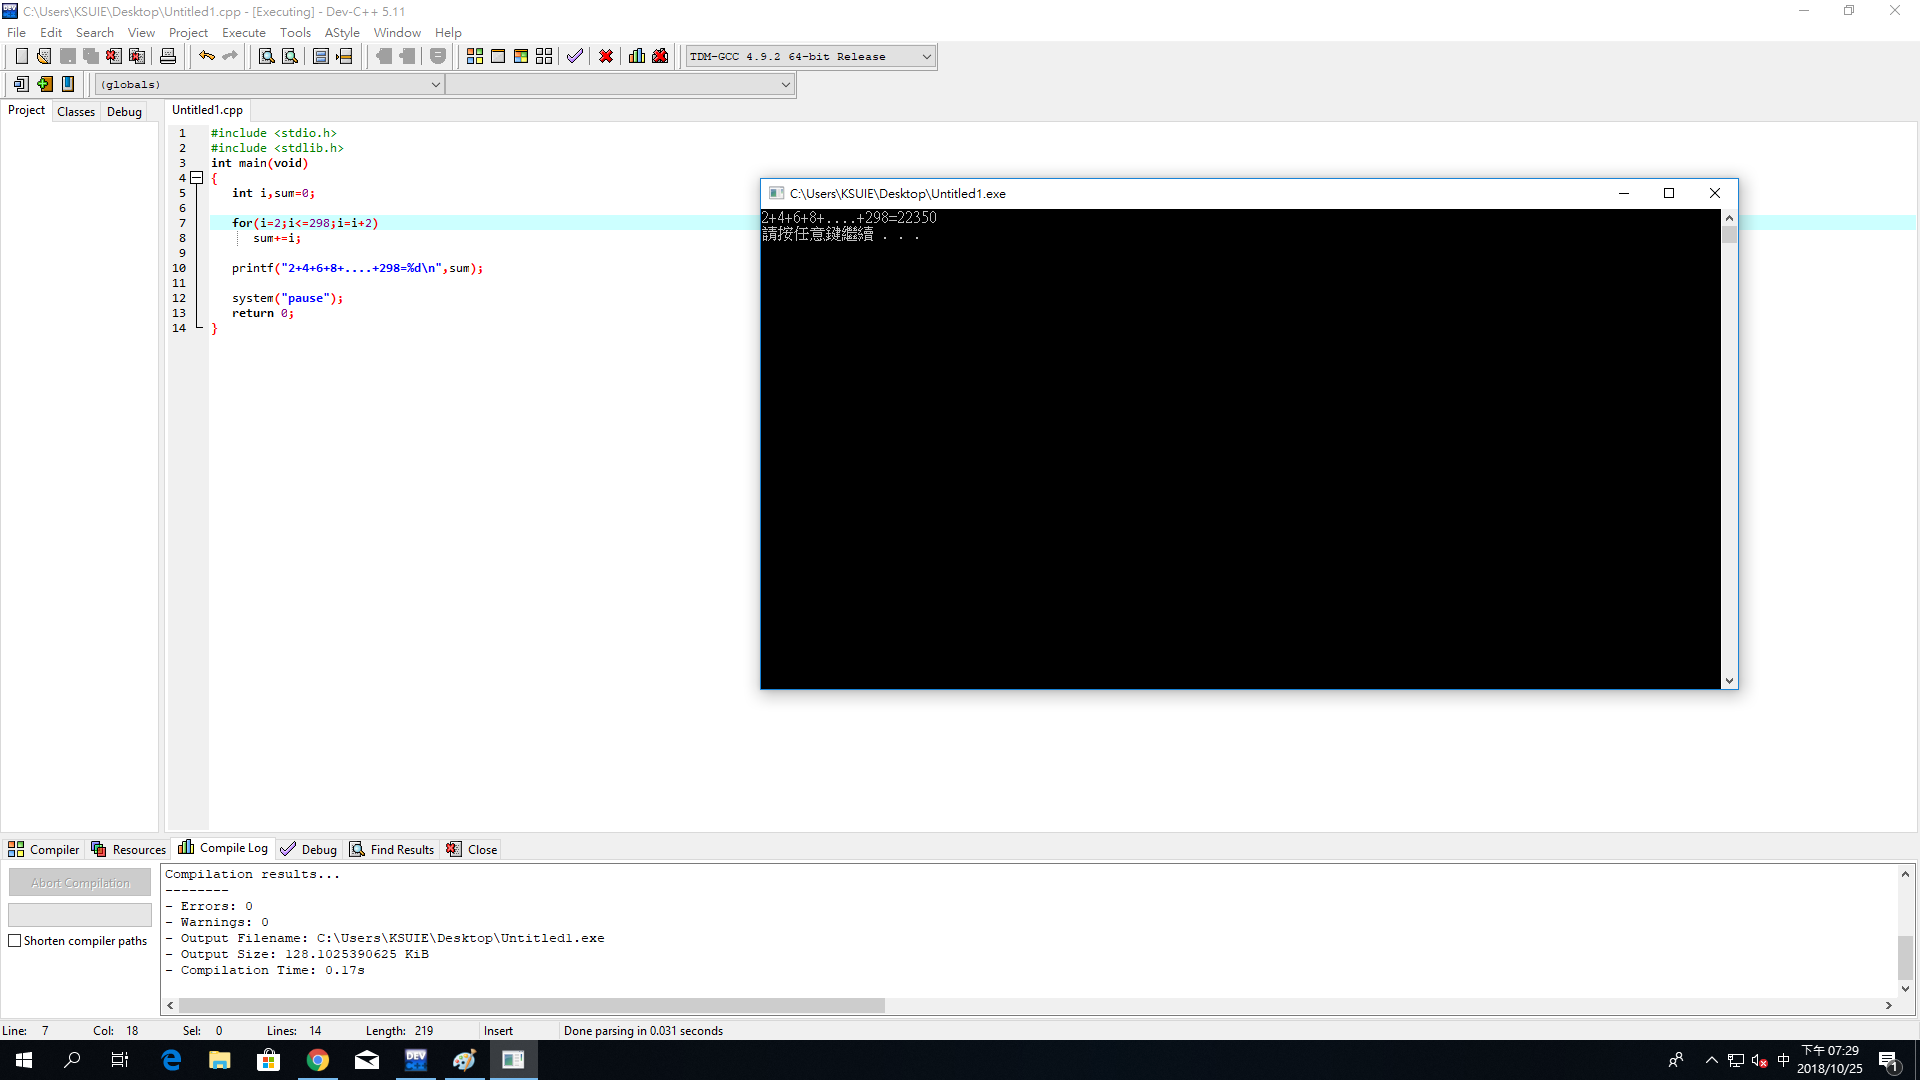 C:\Users\KSUIE\Desktop\Untitled1.cpp - [Executing] - Dev-C++ 5.11
File Edit Search View Project Execute Tools AStyle Window Help
TDM-GCC 4.9.2 64-bit Release
(globals)
Project Classes Debug
Untitled1.cpp
1 #include <stdio.h>
2 #include <stdlib.h>
3 int main(void)
4 {
5 int i,sum=0;
6
7 for(i=2;i<=298;i=i+2)
8 sum+=i;
9
10 printf("2+4+6+8+....+298=%d\n",sum);
11
12 system("pause");
13 return 0;
14 }
C:\Users\KSUIE\Desktop\Untitled1.exe
2+4+6+8+....+298=22350
請按任意鍵繼續 . . .
Compiler Resources Compile Log Debug Find Results Close
Abort Compilation
Shorten compiler paths
Compilation results...
--------
- Errors: 0
- Warnings: 0
- Output Filename: C:\Users\KSUIE\Desktop\Untitled1.exe
- Output Size: 128.1025390625 KiB
- Compilation Time: 0.17s
Line: 7 Col: 18 Sel: 0 Lines: 14 Length: 219 Insert Done parsing in 0.031 seconds
DEV
中
下午 07:29
2018/10/25
1